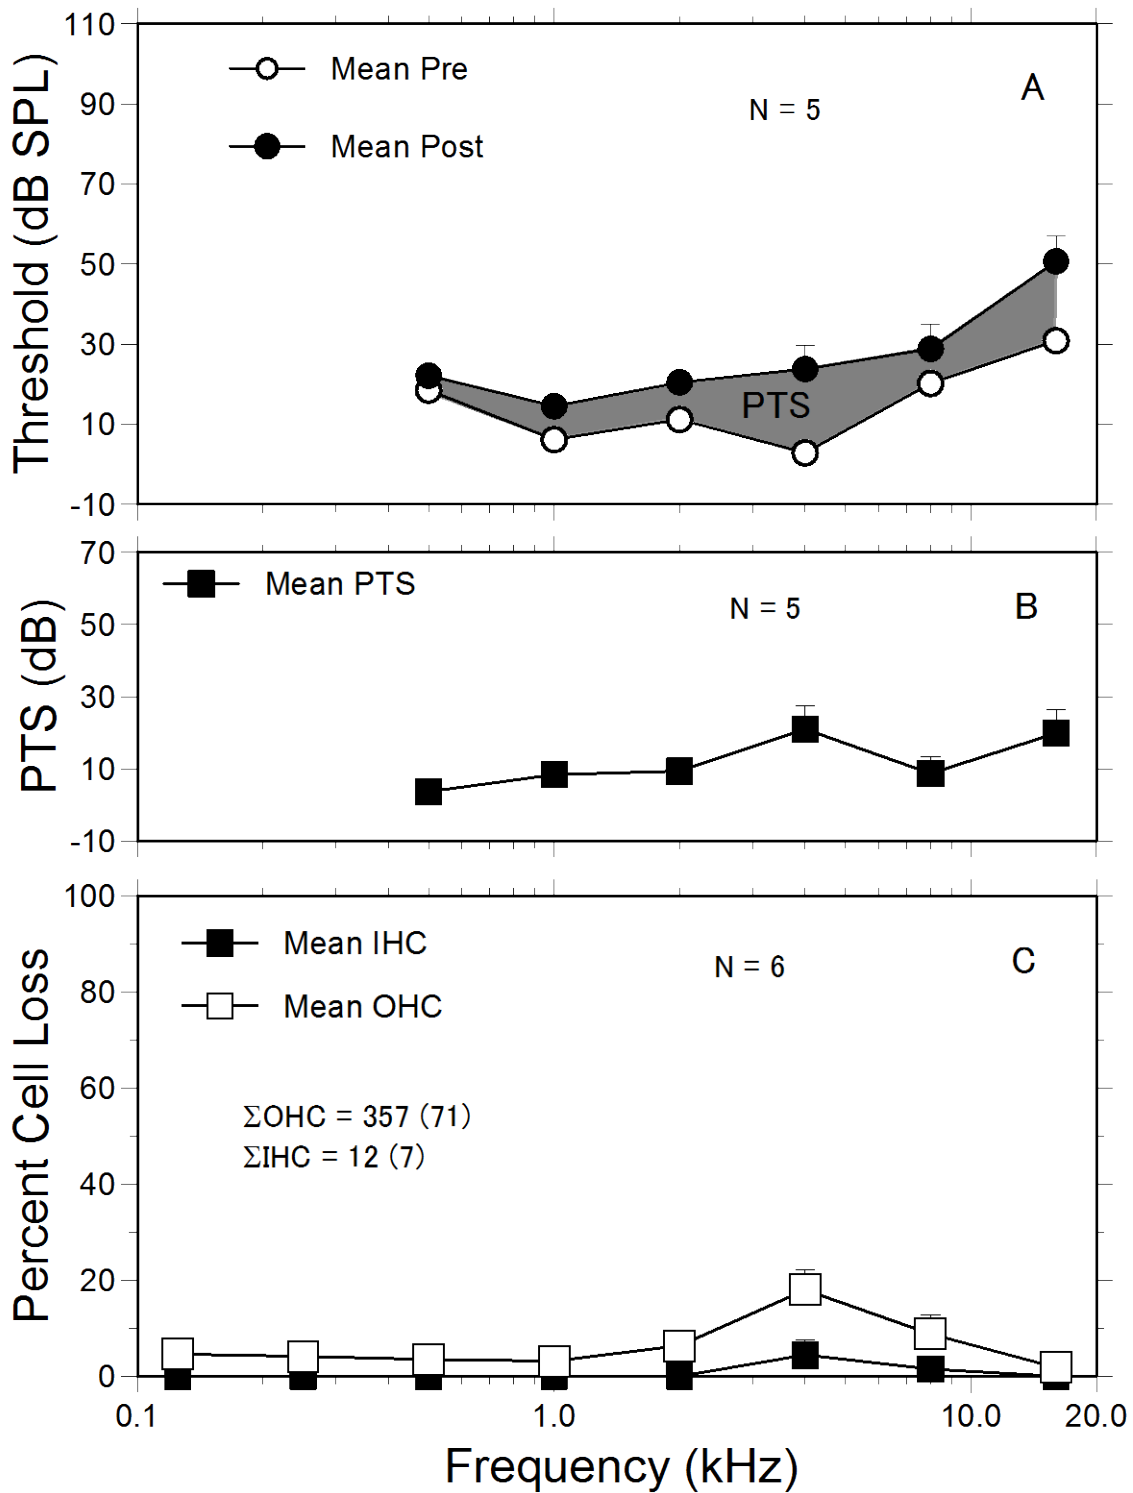 110
Mean Pre
A
90
N = 5
Mean Post
70
50
30
PTS
10
-10
Threshold (dB SPL)
70
Mean PTS
N = 5
B
50
30
10
-10
PTS (dB)
100
Mean IHC
N = 6
C
80
Mean OHC
60
ΣOHC = 357 (71)
ΣIHC = 12 (7)
40
20
0
Percent Cell Loss
0.1
1.0
10.0
20.0
Frequency (kHz)